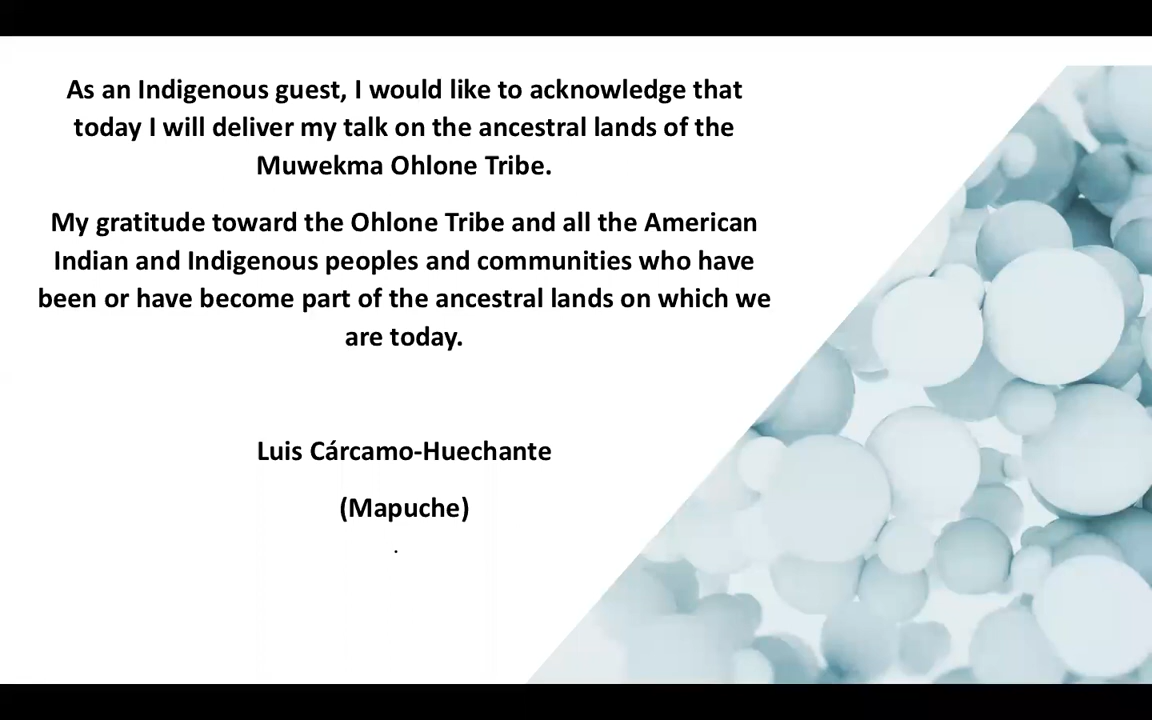 As an Indigenous guest, I would like to acknowledge that
today I will deliver my talk on the ancestral lands of the
Muwekma Ohlone Tribe.
My gratitude toward the Ohlone Tribe and all the American
Indian and Indigenous peoples and communities who have
been or have become part of the ancestral lands on which we
are today.
Luis Cárcamo-Huechante
(Mapuche)
.